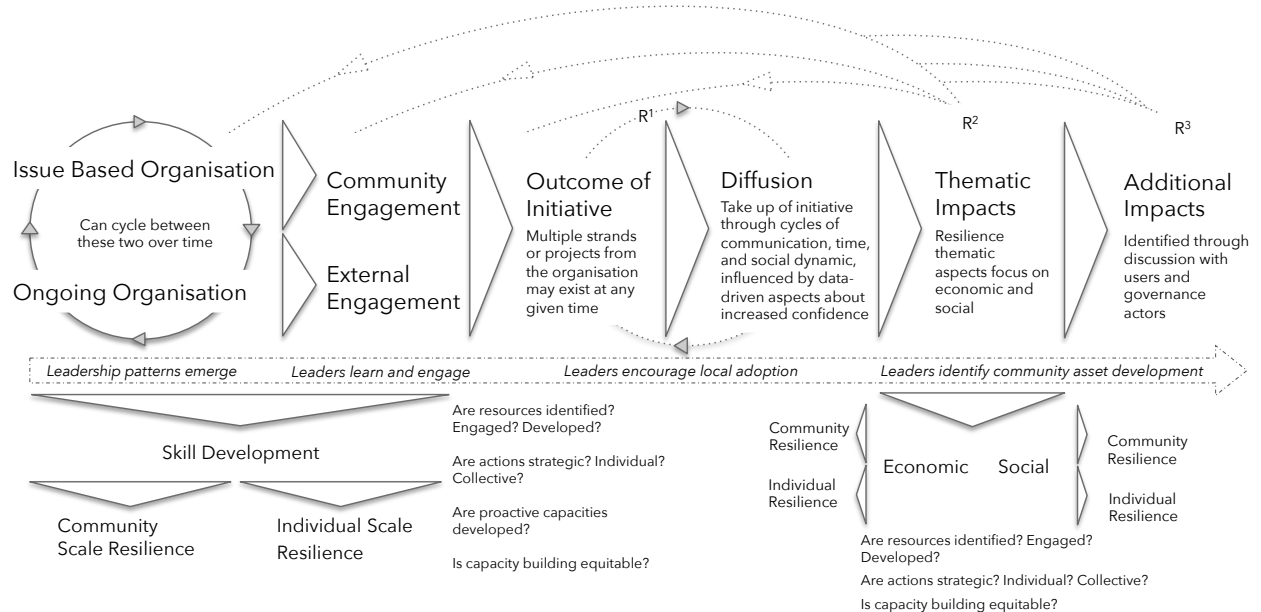 R¹
R²
R³
Issue Based Organisation
Can cycle between
these two over time
Ongoing Organisation
Community
Engagement
External
Engagement
Outcome of
Initiative
Multiple strands
or projects from
the organisation
may exist at any
given time
Diffusion
Take up of initiative
through cycles of
communication, time,
and social dynamic,
influenced by data-
driven aspects about
increased confidence
Thematic
Impacts
Resilience
thematic
aspects focus on
economic and
social
Additional
Impacts
Identified through
discussion with
users and
governance
actors
Leadership patterns emerge
Leaders learn and engage
Leaders encourage local adoption
Leaders identify community asset development
Skill Development
Community
Scale Resilience
Individual Scale
Resilience
Are resources identified?
Engaged? Developed?
Are actions strategic? Individual?
Collective?
Are proactive capacities
developed?
Is capacity building equitable?
Community
Resilience
Individual
Resilience
Economic
Social
Community
Resilience
Individual
Resilience
Are resources identified? Engaged?
Developed?
Are actions strategic? Individual? Collective?
Is capacity building equitable?